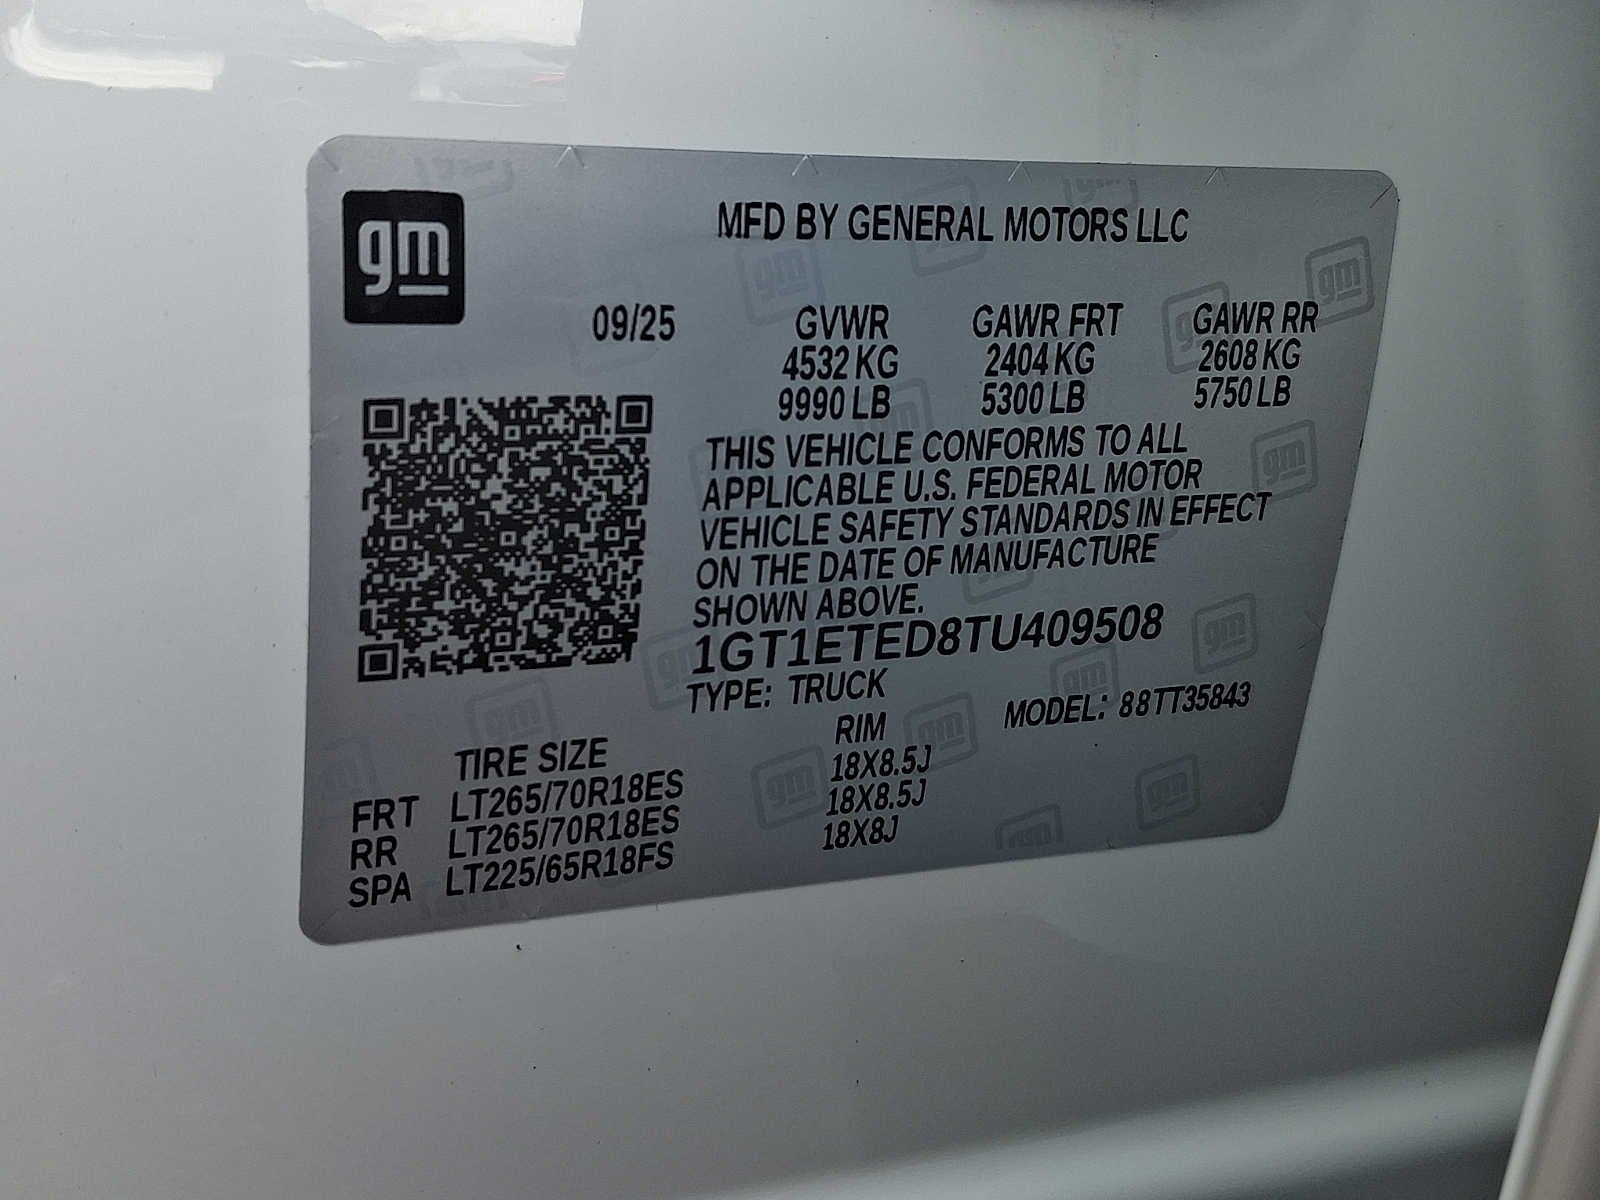 gm
MFD BY GENERAL MOTORS LLC
09/25 GVWR GAWR FRT GAWR RR
4532 KG 2404 KG 2608 KG
9990 LB 5300 LB 5750 LB
THIS VEHICLE CONFORMS TO ALL
APPLICABLE U.S. FEDERAL MOTOR
VEHICLE SAFETY STANDARDS IN EFFECT
ON THE DATE OF MANUFACTURE
SHOWN ABOVE.
1GT1ETED8TU409508
TYPE: TRUCK MODEL: 88TT35843
TIRE SIZE RIM
FRT LT265/70R18ES 18X8.5J
RR LT265/70R18ES 18X8.5J
SPA LT225/65R18FS 18X8J